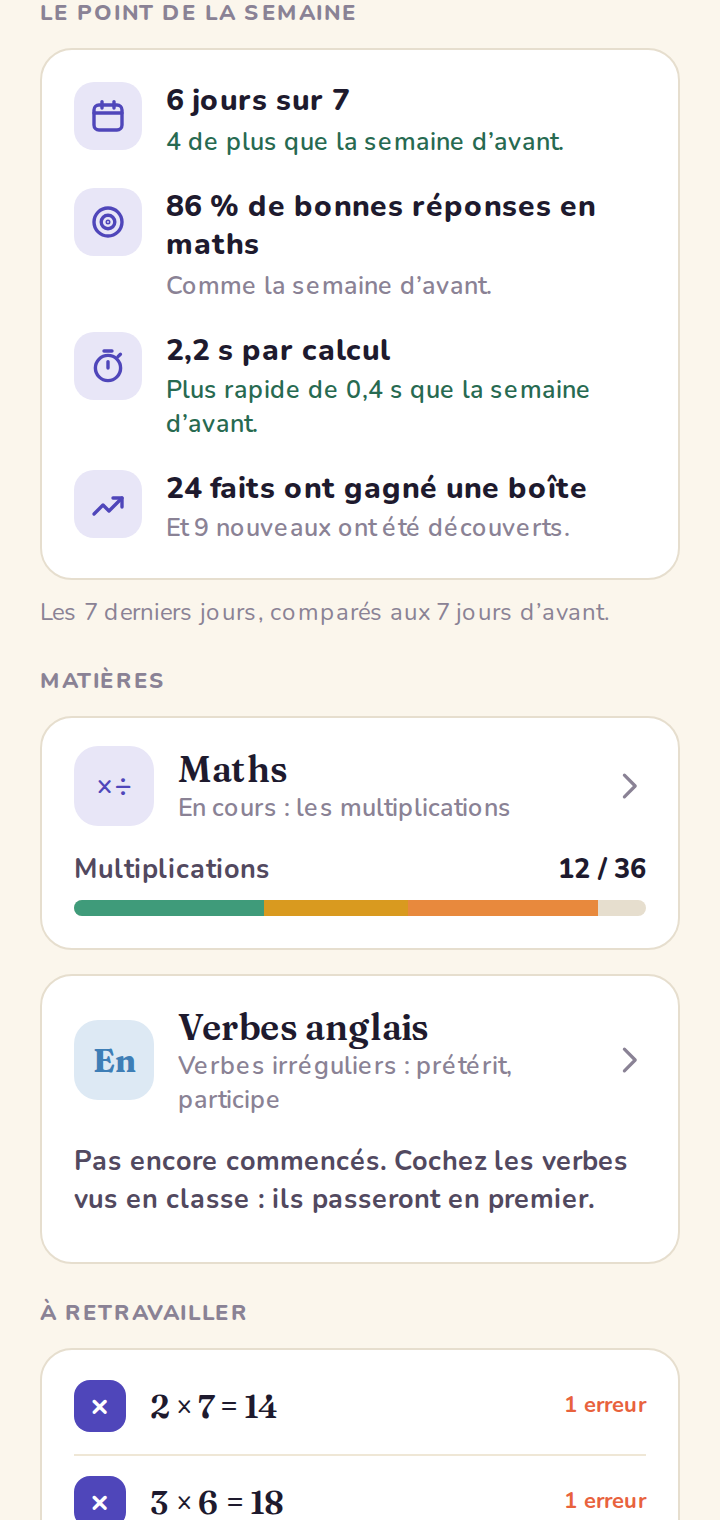 LE POINT DE LA SEMAINE
6 jours sur 7
4 de plus que la semaine d’avant.
86 % de bonnes réponses en
maths
Comme la semaine d’avant.
2,2 s par calcul
Plus rapide de 0,4 s que la semaine
d’avant.
24 faits ont gagné une boîte
Et 9 nouveaux ont été découverts.
Les 7 derniers jours, comparés aux 7 jours d’avant.
MATIÈRES
×÷
Maths
En cours : les multiplications
Multiplications 12 / 36
En
Verbes anglais
Verbes irréguliers : prétérit,
participe
Pas encore commencés. Cochez les verbes
vus en classe : ils passeront en premier.
À RETRAVAILLER
× 2 × 7 = 14 1 erreur
× 3 × 6 = 18 1 erreur